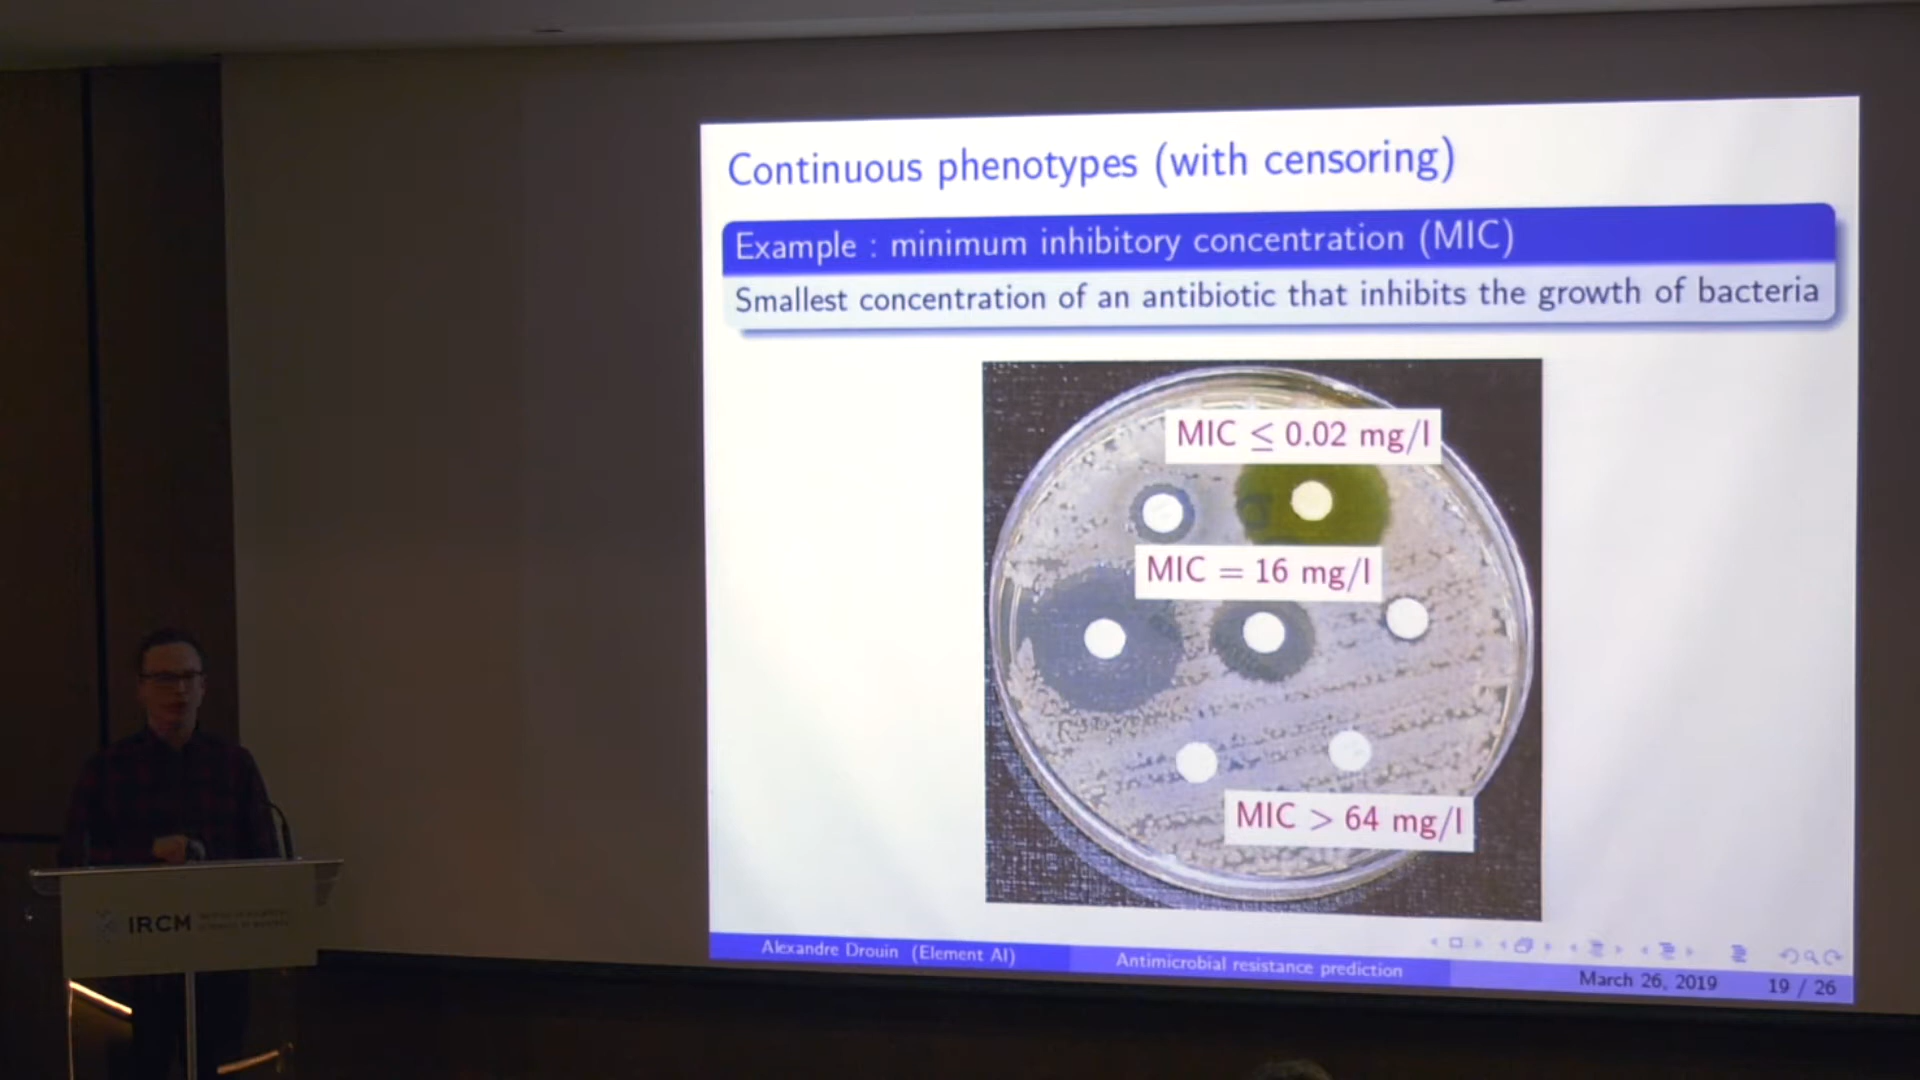 Continuous phenotypes (with censoring)
Example : minimum inhibitory concentration (MIC)
Smallest concentration of an antibiotic that inhibits the growth of bacteria
MIC ≤ 0.02 mg/l
MIC = 16 mg/l
MIC > 64 mg/l
Alexandre Drouin (Element AI)
Antimicrobial resistance prediction
March 26, 2019
19 / 26
IRCM